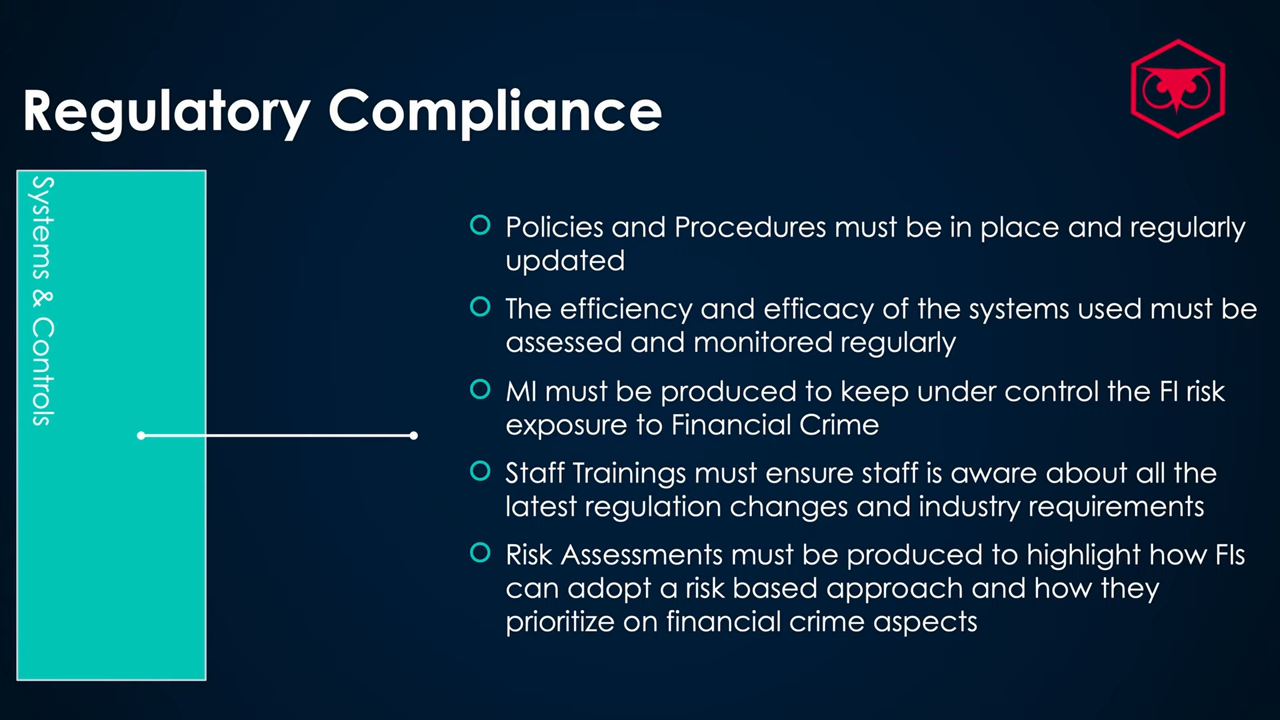 Regulatory Compliance
Systems & Controls
Policies and Procedures must be in place and regularly
updated
The efficiency and efficacy of the systems used must be
assessed and monitored regularly
MI must be produced to keep under control the FI risk
exposure to Financial Crime
Staff Trainings must ensure staff is aware about all the
latest regulation changes and industry requirements
Risk Assessments must be produced to highlight how FIs
can adopt a risk based approach and how they
prioritize on financial crime aspects